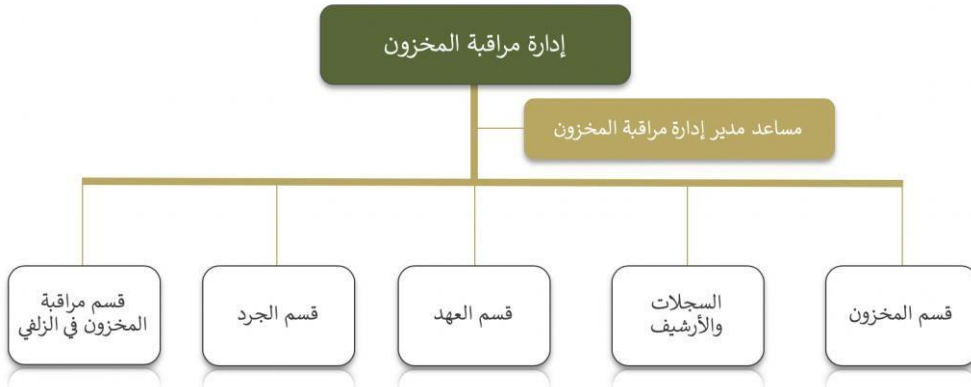 إدارة مراقبة المخزون
مساعد مدير إدارة مراقبة المخزون
قسم المخزون
السجلات
والأرشيف
قسم العهد
قسم الجرد
قسم مراقبة
المخزون في الزلفي